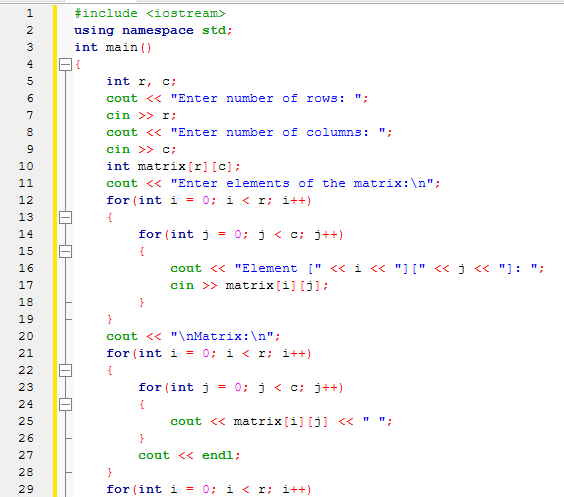 1 #include <iostream>
2 using namespace std;
3 int main()
4 {
5 int r, c;
6 cout << "Enter number of rows: ";
7 cin >> r;
8 cout << "Enter number of columns: ";
9 cin >> c;
10 int matrix[r][c];
11 cout << "Enter elements of the matrix:\n";
12 for(int i = 0; i < r; i++)
13 {
14 for(int j = 0; j < c; j++)
15 {
16 cout << "Element [" << i << "][" << j << "]: ";
17 cin >> matrix[i][j];
18 }
19 }
20 cout << "\nMatrix:\n";
21 for(int i = 0; i < r; i++)
22 {
23 for(int j = 0; j < c; j++)
24 {
25 cout << matrix[i][j] << " ";
26 }
27 cout << endl;
28 }
29 for(int i = 0; i < r; i++)